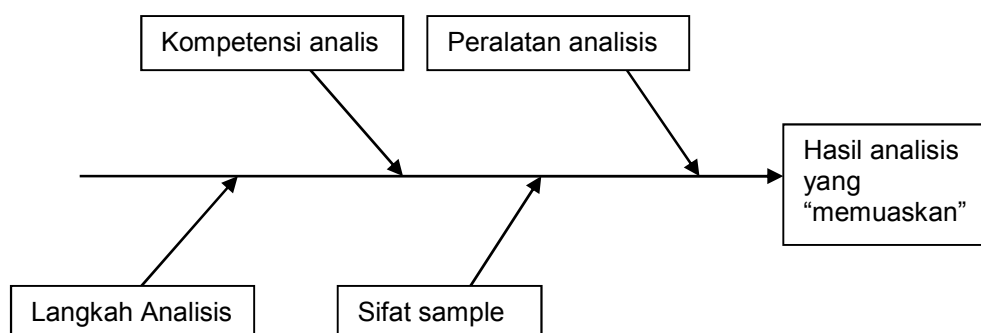 Kompetensi analis
Peralatan analisis
Hasil analisis
yang
“memuaskan”
Langkah Analisis
Sifat sample